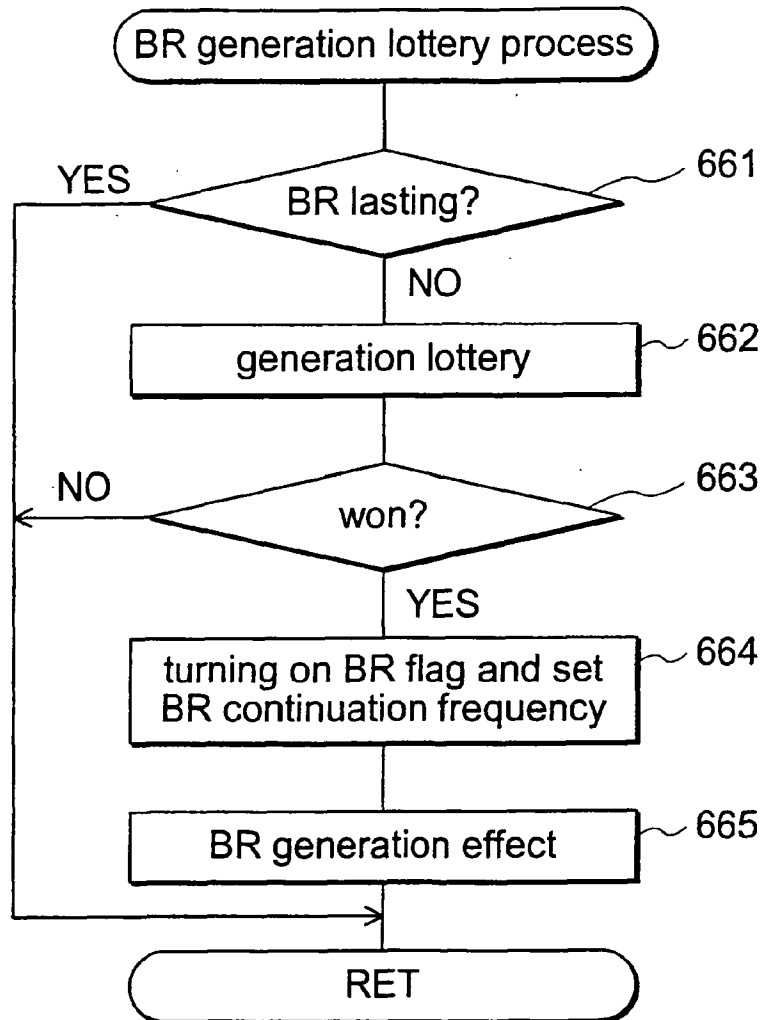 BR generation lottery process
YES
661
BR lasting?
NO
662
generation lottery
NO
663
won?
YES
664
turning on BR flag and set
BR continuation frequency
665
BR generation effect
RET